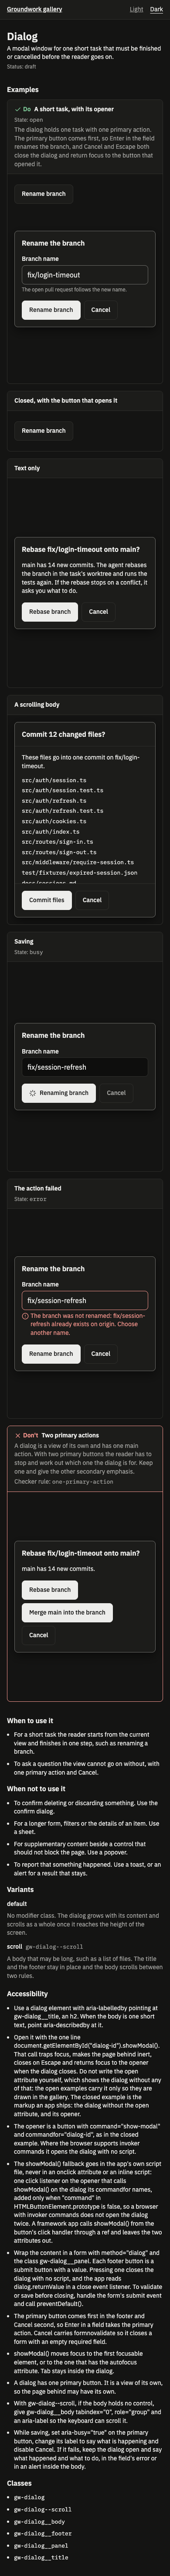 Groundwork gallery
Light
Dark
Dialog
A modal window for one short task that must be finished
or cancelled before the reader goes on.
Status: draft
Examples
Do A short task, with its opener
State: open
The dialog holds one task with one primary action.
The primary button comes first, so Enter in the field
renames the branch, and Cancel and Escape both
close the dialog and return focus to the button that
opened it.
Rename branch
Rename the branch
Branch name
fix/login-timeout
The open pull request follows the new name.
Rename branch
Cancel
Closed, with the button that opens it
Rename branch
Text only
Rebase fix/login-timeout onto main?
main has 14 new commits. The agent rebases
the branch in the task's worktree and runs the
tests again. If the rebase stops on a conflict, it
asks you what to do.
Rebase branch
Cancel
A scrolling body
Commit 12 changed files?
These files go into one commit on fix/login-
timeout.
src/auth/session.ts
src/auth/session.test.ts
src/auth/refresh.ts
src/auth/refresh.test.ts
src/auth/cookies.ts
src/auth/index.ts
src/routes/sign-in.ts
src/routes/sign-out.ts
src/middleware/require-session.ts
test/fixtures/expired-session.json
docs/sessions.md
Commit files
Cancel
Saving
State: busy
Rename the branch
Branch name
fix/session-refresh
Renaming branch
Cancel
The action failed
State: error
Rename the branch
Branch name
fix/session-refresh
The branch was not renamed: fix/session-
refresh already exists on origin. Choose
another name.
Rename branch
Cancel
Don't Two primary actions
A dialog is a view of its own and has one main
action. With two primary buttons the reader has to
stop and work out which one the dialog is for. Keep
one and give the other secondary emphasis.
Checker rule: one-primary-action
Rebase fix/login-timeout onto main?
main has 14 new commits.
Rebase branch
Merge main into the branch
Cancel
When to use it
• For a short task the reader starts from the current
view and finishes in one step, such as renaming a
branch.
• To ask a question the view cannot go on without, with
one primary action and Cancel.
When not to use it
• To confirm deleting or discarding something. Use the
confirm dialog.
• For a longer form, filters or the details of an item. Use
a sheet.
• For supplementary content beside a control that
should not block the page. Use a popover.
• To report that something happened. Use a toast, or an
alert for a result that stays.
Variants
default
No modifier class. The dialog grows with its content and
scrolls as a whole once it reaches the height of the
screen.
scroll gw-dialog--scroll
A body that may be long, such as a list of files. The title
and the footer stay in place and the body scrolls between
two rules.
Accessibility
• Use a dialog element with aria-labelledby pointing at
gw-dialog__title, an h2. When the body is one short
text, point aria-describedby at it.
• Open it with the one line
document.getElementById("dialog-id").showModal().
That call traps focus, makes the page behind inert,
closes on Escape and returns focus to the opener
when the dialog closes. Do not write the open
attribute yourself, which shows the dialog without any
of that: the open examples carry it only so they are
drawn in the gallery. The closed example is the
markup an app ships: the dialog without the open
attribute, and its opener.
• The opener is a button with command="show-modal"
and commandfor="dialog-id", as in the closed
example. Where the browser supports invoker
commands it opens the dialog with no script.
• The showModal() fallback goes in the app's own script
file, never in an onclick attribute or an inline script: one
click listener on the opener that calls
showModal() on the dialog its commandfor names,
added only when "command" in
HTMLButtonElement.prototype is false, so a browser
with invoker commands does not open the dialog
twice. A framework app calls showModal() from the
button's click handler through a ref and leaves the two
attributes out.
• Wrap the content in a form with method="dialog" and
the class gw-dialog__panel. Each footer button is a
submit button with a value. Pressing one closes the
dialog with no script, and the app reads
dialog.returnValue in a close event listener. To validate
or save before closing, handle the form's submit event
and call preventDefault().
• The primary button comes first in the footer and
Cancel second, so Enter in a field takes the primary
action. Cancel carries formnovalidate so it closes a
form with an empty required field.
• showModal() moves focus to the first focusable
element, or to the one that has the autofocus
attribute. Tab stays inside the dialog.
• A dialog has one primary button. It is a view of its own,
so the page behind may have its own.
• With gw-dialog--scroll, if the body holds no control,
give gw-dialog__body tabindex="0", role="group" and
an aria-label so the keyboard can scroll it.
• While saving, set aria-busy="true" on the primary
button, change its label to say what is happening and
disable Cancel. If it fails, keep the dialog open and say
what happened and what to do, in the field's error or
in an alert inside the body.
Classes
• gw-dialog
• gw-dialog--scroll
• gw-dialog__body
• gw-dialog__footer
• gw-dialog__panel
• gw-dialog__title